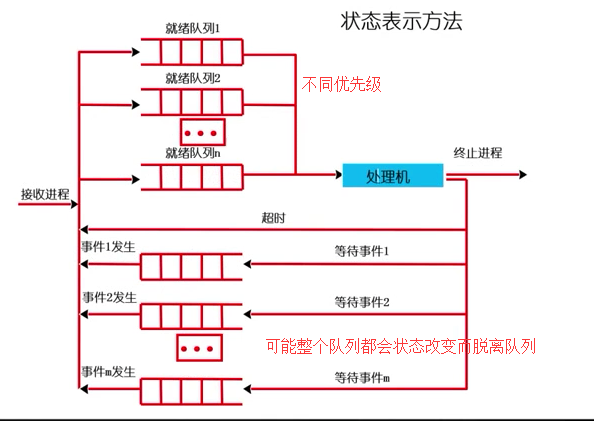 状态表示方法
就绪队列1
不同优先级
就绪队列2
就绪队列n
处理机
终止进程
接收进程
超时
事件1发生
等待事件1
事件2发生
等待事件2
可能整个队列都会状态改变而脱离队列
事件m发生
等待事件m